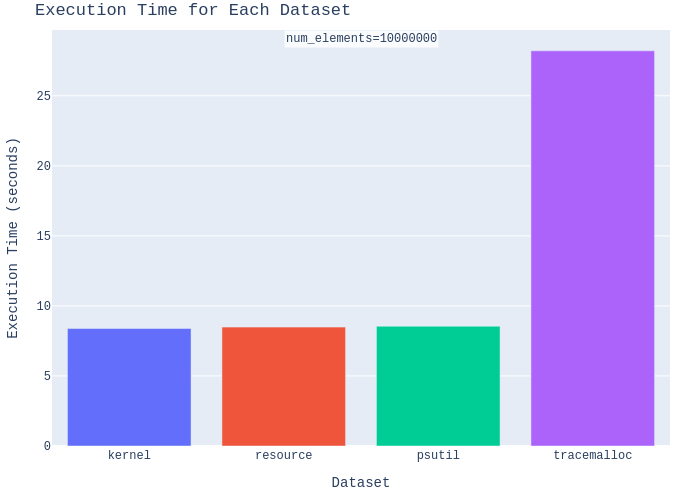 Execution Time for Each Dataset
num_elements=10000000
Execution Time (seconds)
25
20
15
10
5
0
kernel
resource
psutil
tracemalloc
Dataset